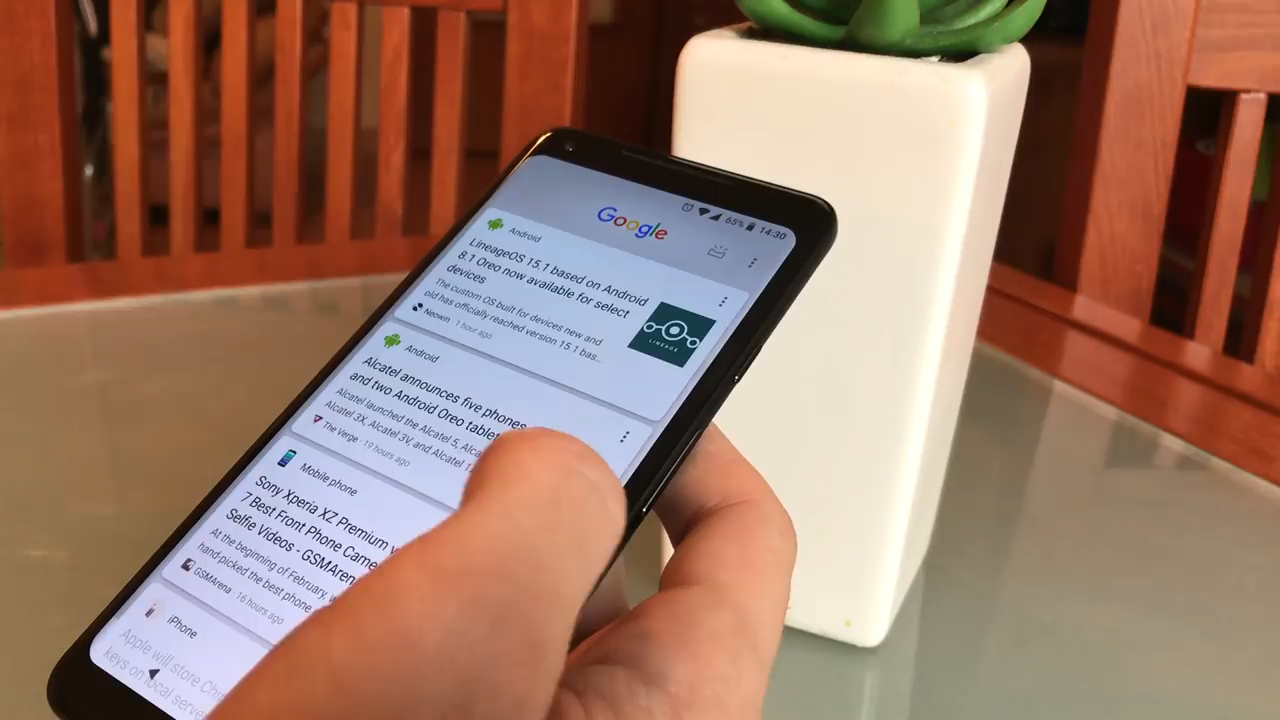 65% 14:30
Google
Android
LineageOS 15.1 based on Android
8.1 Oreo now available for select
devices
The custom OS built for devices new and
old has officially reached version 15.1 bas...
Neowin · 1 hour ago
LINEAGE
Android
Alcatel announces five phones
and two Android Oreo tablet
Alcatel launched the Alcatel 5,
Alcatel 3X, Alcatel 3V, and Alcatel
The Verge · 19 hours ago
Mobile phone
Sony Xperia XZ Premium
7 Best Front Phone Came
Selfie Videos - GSMAren
At the beginning of February,
hand-picked the best phone
GSMArena · 16 hours ago
iPhone
Apple will store Chi
keys on local serve